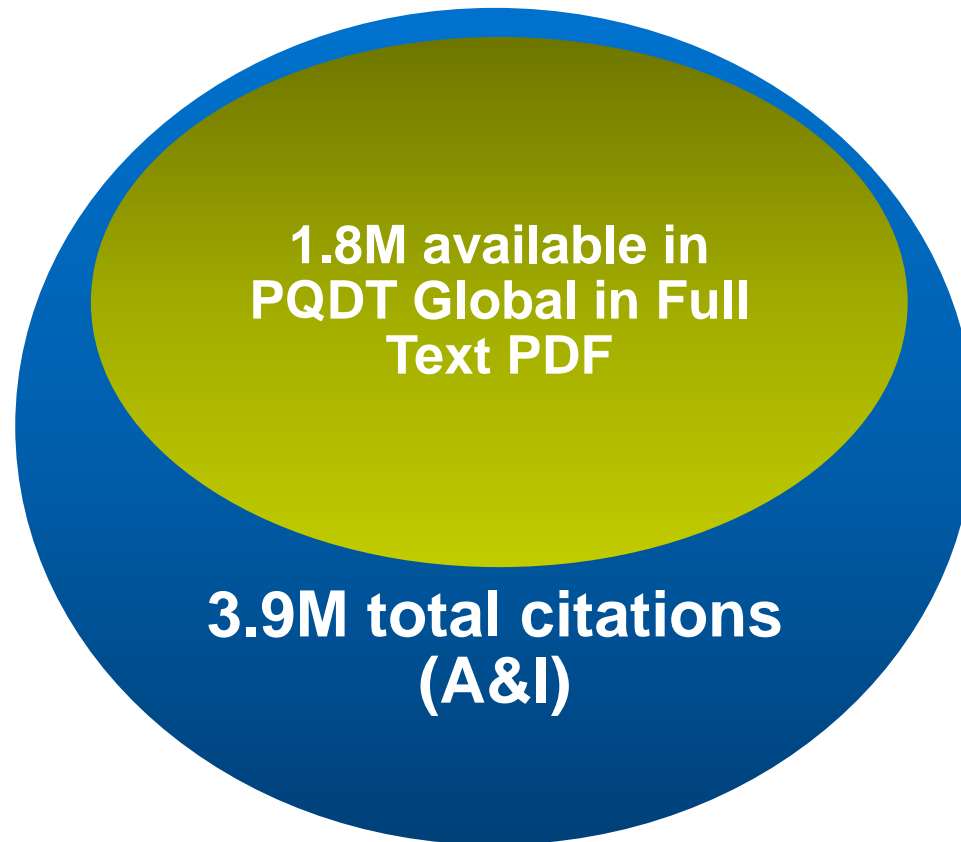 1.8M available in
PQDT Global in Full
Text PDF
3.9M total citations
(A&I)